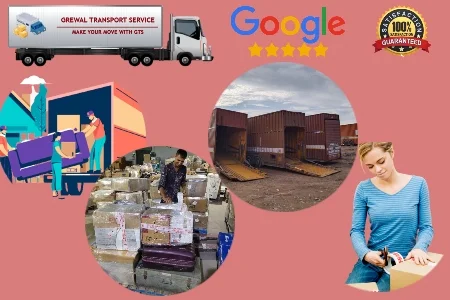 GREWAL TRANSPORT SERVICE
MAKE YOUR MOVE WITH GTS
Google
SATISFACTION
100%
GUARANTEED